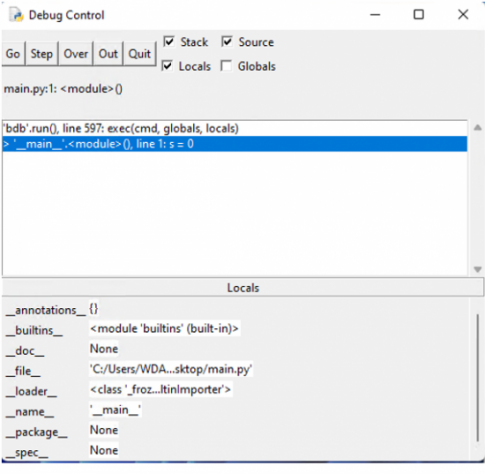 Debug Control
Go Step Over Out Quit Stack Source
Locals Globals
main.py:1: <module>()
'bdb'.run(), line 597: exec(cmd, globals, locals)
> '__main__'.<module>(), line 1: s = 0
Locals
__annotations__ {}
__builtins__ <module 'builtins' (built-in)>
__doc__ None
__file__ 'C:/Users/WDA...sktop/main.py'
__loader__ <class '_froz...ltinImporter'>
__name__ '__main__'
__package__ None
__spec__ None